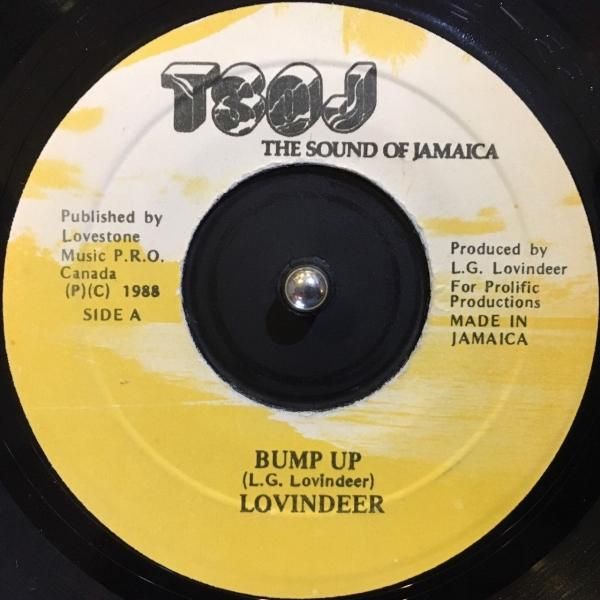 TSOJ
THE SOUND OF JAMAICA
Published by
Lovestone
Music P.R.O.
Canada
(P)(C) 1988
SIDE A
Produced by
L.G. Lovindeer
For Prolific
Productions
MADE IN
JAMAICA
BUMP UP
(L.G. Lovindeer)
LOVINDEER